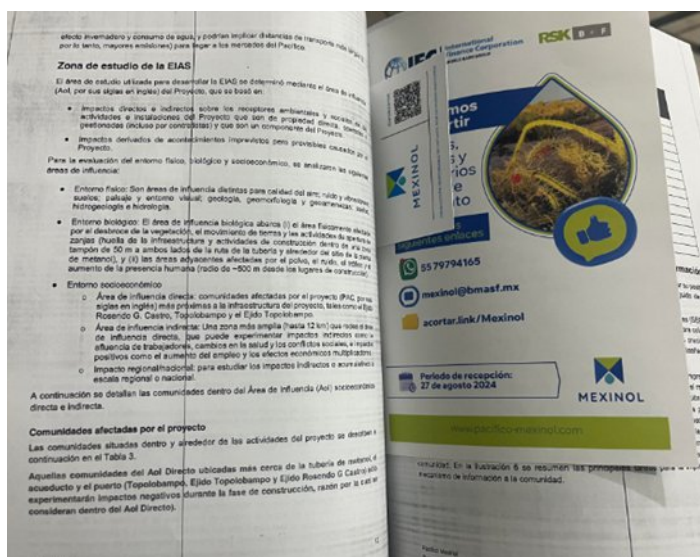 efecto invernadero y consumo de agua, y podrían implicar distancias de transporte más
por lo tanto, mayores emisiones) para llegar a los mercados del Pacífico.
Zona de estudio de la EIAS
El área de estudio utilizada para desarrollar la EIAS se determinó mediante el área de influencia
(AoI, por sus siglas en inglés) del Proyecto, que se basó en:
• Impactos directos e indirectos sobre los receptores ambientales y sociales, de
actividades e instalaciones del Proyecto que son de propiedad directa,
gestionadas (incluso por contratistas) y que son un componente del Proyecto.
• Impactos derivados de acontecimientos imprevistos pero previsibles causados por el
Proyecto.
Para la evaluación del entorno físico, biológico y socioeconómico, se analizaron las siguientes
áreas de influencia:
• Entorno físico: Son áreas de influencia distintas para calidad del aire; ruido y vibraciones;
suelos; paisaje y entorno visual; geología, geomorfología y geoamenazas;
hidrogeología e hidrología.
• Entorno biológico: El área de influencia biológica abarca (i) el área físicamente afectada
por el desbroce de la vegetación, el movimiento de tierras y las actividades de apertura de
zanjas (huella de la infraestructura y actividades de construcción dentro de una zona
tampón de 50 m a ambos lados de la ruta de la tubería y alrededor del sitio de la planta
de metanol), y (ii) las áreas adyacentes afectadas por el polvo, el ruido, el tráfico y el
aumento de la presencia humana (radio de ~500 m desde los lugares de construcción).
• Entorno socioeconómico
o Área de influencia directa: comunidades afectadas por el proyecto (PAC, por sus
siglas en inglés) más próximas a la infraestructura del proyecto, tales como el Ejido
Rosendo G. Castro, Topolobampo y el Ejido Topolobampo.
o Área de influencia indirecta: Una zona más amplia (hasta 12 km) que rodea el área
de influencia directa, que puede experimentar impactos indirectos como la
afluencia de trabajadores, cambios en la salud y los conflictos sociales, e impactos
positivos como el aumento del empleo y los efectos económicos multiplicadores.
o Impacto regional/nacional: para estudiar los impactos indirectos o acumulativos a
escala regional o nacional.
A continuación se detallan las comunidades dentro del Área de Influencia (AoI) socioeconómica
directa e indirecta.
Comunidades afectadas por el proyecto
Las comunidades situadas dentro y alrededor de las actividades del proyecto se describen a
continuación en el Tabla 3.
Aquellas comunidades del AoI Directo ubicadas más cerca de la tubería de metanol, el
acueducto y el puerto (Topolobampo, Ejido Topolobampo y Ejido Rosendo G Castro)
experimentarán impactos negativos durante la fase de construcción, razón por la cual se
consideran dentro del AoI Directo).
International
Finance Corporation
RSK B F
MEXINOL
siguientes enlaces
55 79794165
mexinol@bmasf.mx
acortar.link/Mexinol
Periodo de recepción:
27 de agosto 2024
MEXINOL
www.pacifico-mexinol.com
comunidad. En la Ilustración 6 se resumen las principales tareas para
mecanismo de información a la comunidad.